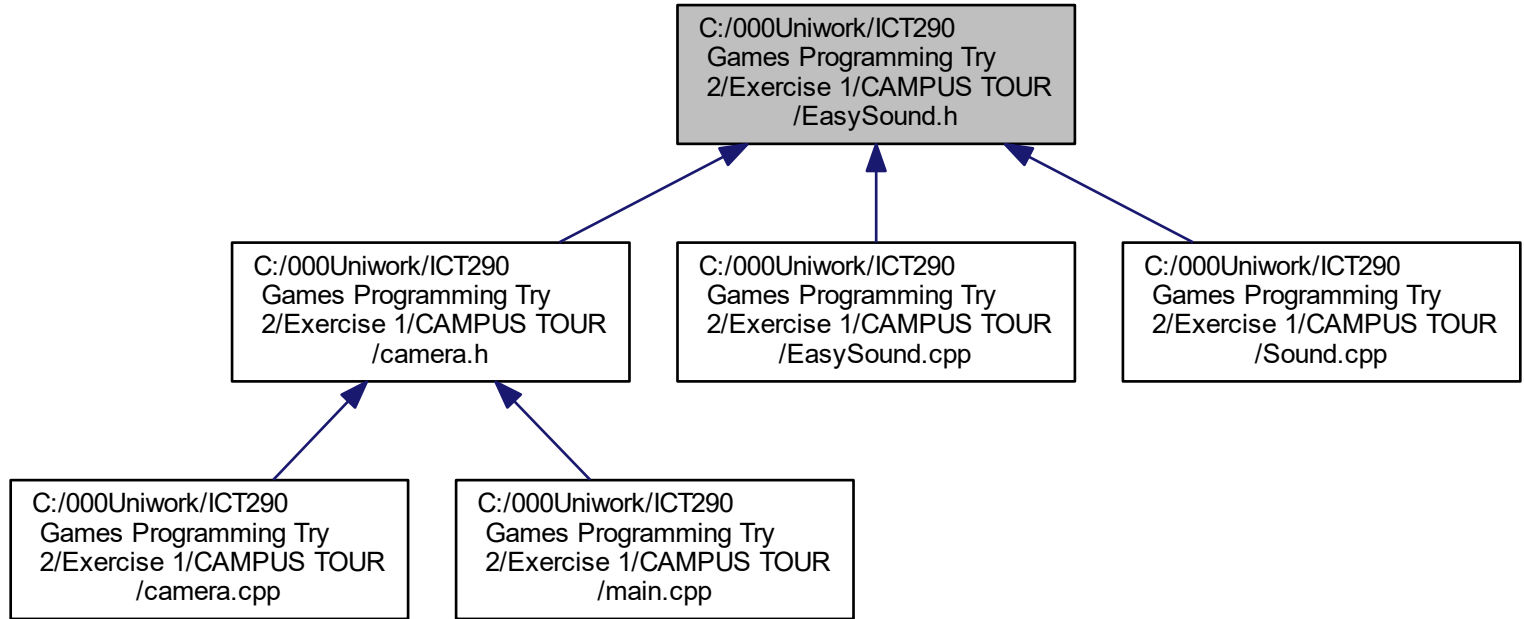 C:/000Uniwork/ICT290
Games Programming Try
2/Exercise 1/CAMPUS TOUR
/EasySound.h
C:/000Uniwork/ICT290
Games Programming Try
2/Exercise 1/CAMPUS TOUR
/camera.h
C:/000Uniwork/ICT290
Games Programming Try
2/Exercise 1/CAMPUS TOUR
/EasySound.cpp
C:/000Uniwork/ICT290
Games Programming Try
2/Exercise 1/CAMPUS TOUR
/Sound.cpp
C:/000Uniwork/ICT290
Games Programming Try
2/Exercise 1/CAMPUS TOUR
/camera.cpp
C:/000Uniwork/ICT290
Games Programming Try
2/Exercise 1/CAMPUS TOUR
/main.cpp